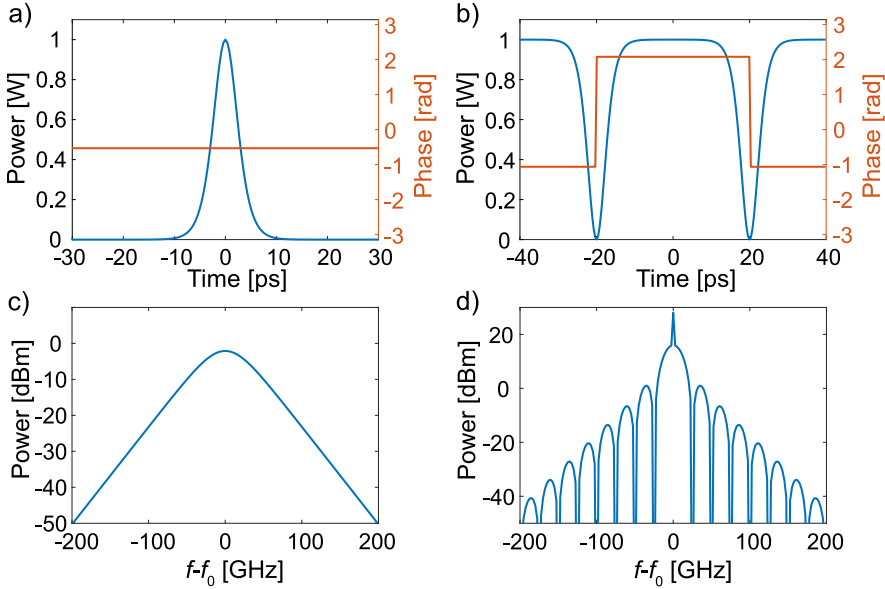 a)
Power [W]
1
0.8
0.6
0.4
0.2
0
3
2
1
0
-1
-2
-3
Phase [rad]
-30 -20 -10 0 10 20 30
Time [ps]
b)
Power [W]
1
0.8
0.6
0.4
0.2
0
3
2
1
0
-1
-2
-3
Phase [rad]
-40 -20 0 20 40
Time [ps]
c)
Power [dBm]
0
-10
-20
-30
-40
-50
-200 -100 0 100 200
f-f0 [GHz]
d)
Power [dBm]
20
0
-20
-40
-200 -100 0 100 200
f-f0 [GHz]